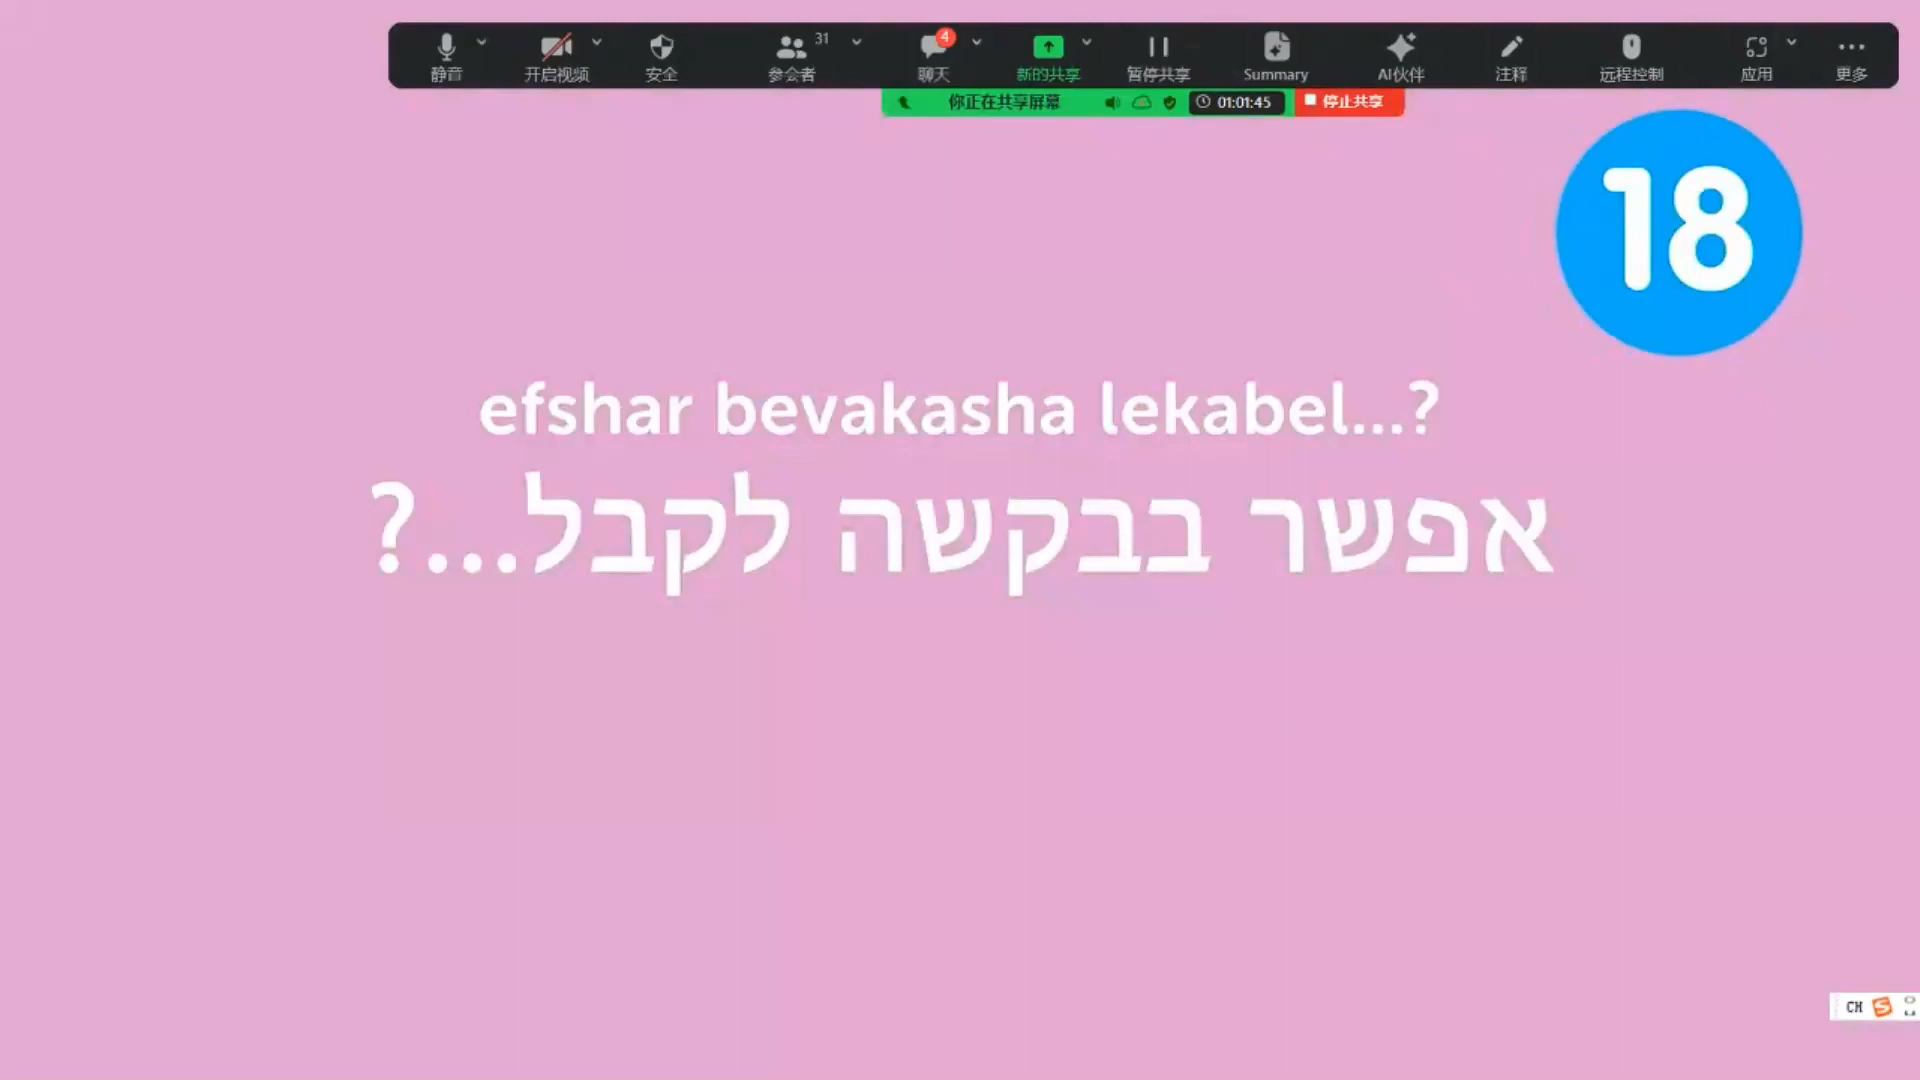 31
4
静音
开启视频
安全
参会者
聊天
新的共享
暂停共享
Summary
AI伙伴
注释
远程控制
应用
更多
你正在共享屏幕
01:01:45
停止共享
18
efshar bevakasha lekabel...?
אפשר בבקשה לקבל...?
CH